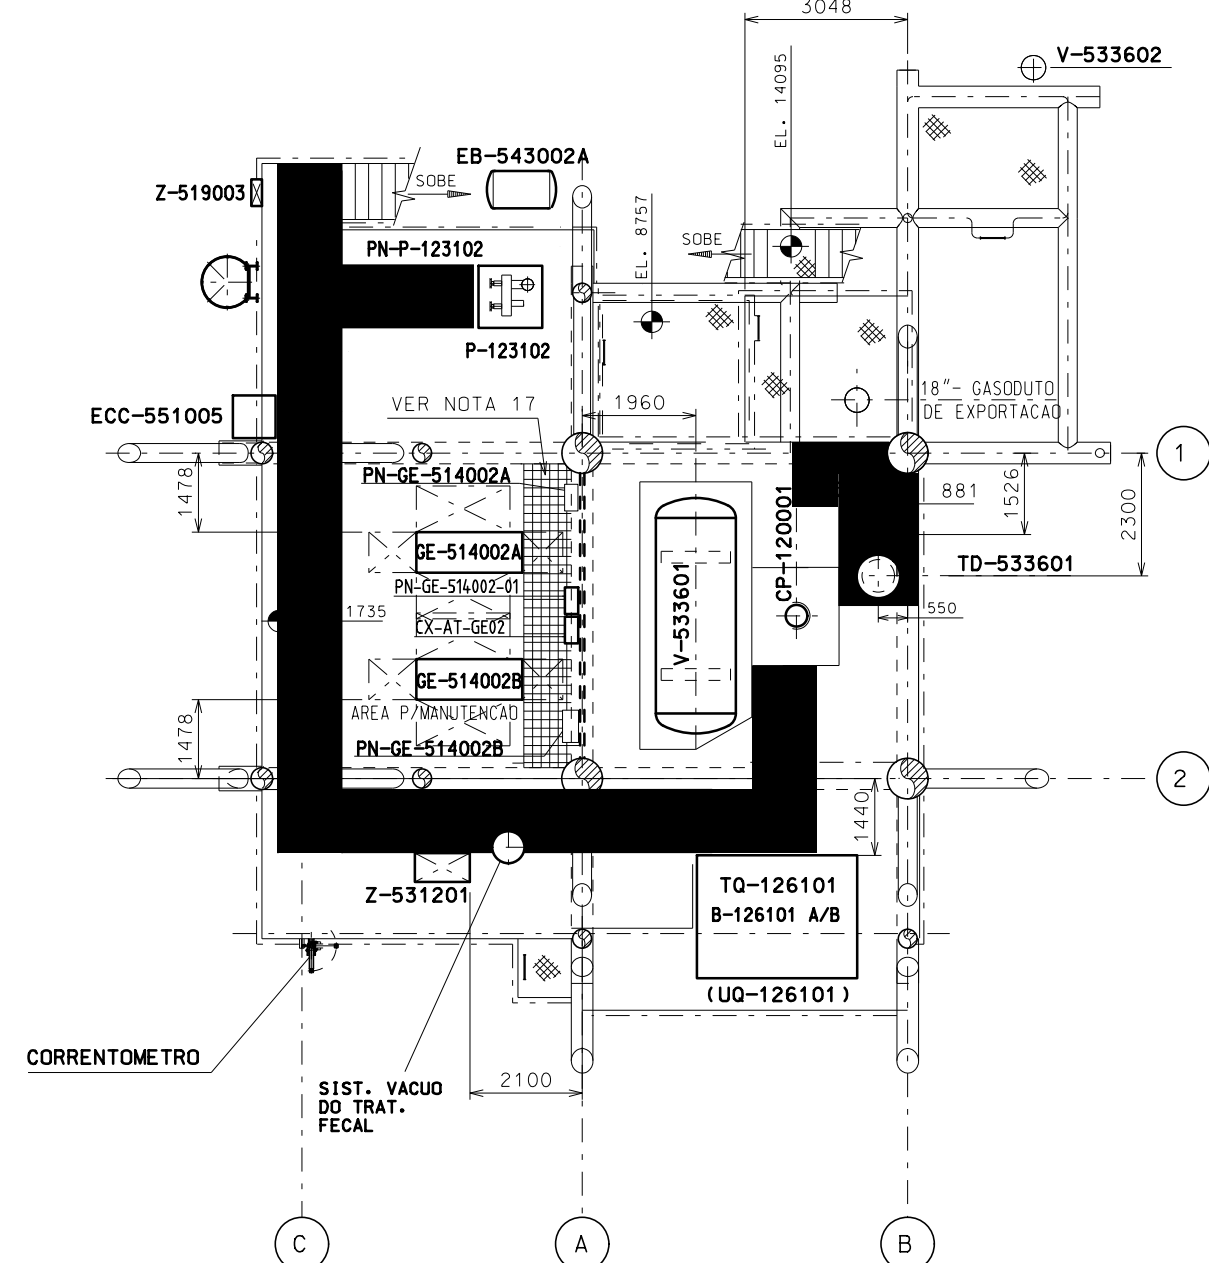 3048
V-533602
EL. 14095
EB-543002A
SOBE
Z-519003
EL. 8757
SOBE
PN-P-123102
P-123102
18"- GASODUTO
DE EXPORTACAO
ECC-551005
VER NOTA 17
1960
1
PN-GE-514002A
1478
881
1526
2300
CP-120001
GE-514002A
TD-533601
PN-GE-514002-01
1735
CX-AT-GE02
550
V-533601
GE-514002B
AREA P/MANUTENCAO
1478
PN-GE-514002B
2
1440
Z-531201
TQ-126101
B-126101 A/B
(UQ-126101)
CORRENTOMETRO
2100
SIST. VACUO
DO TRAT.
FECAL
C
A
B